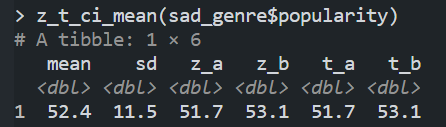 > z_t_ci_mean(sad_genre$popularity)
# A tibble: 1 × 6
mean sd z_a z_b t_a t_b
<dbl> <dbl> <dbl> <dbl> <dbl> <dbl>
1 52.4 11.5 51.7 53.1 51.7 53.1